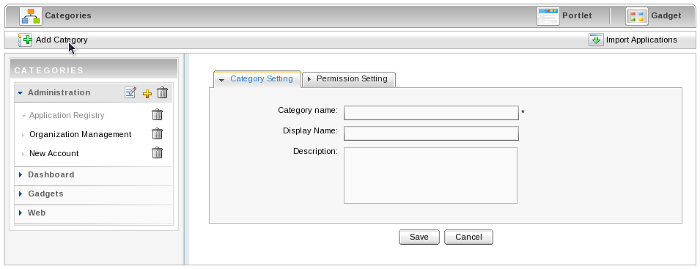 Categories Portlet Gadget
Add Category Import Applications
CATEGORIES
Administration
Application Registry
Organization Management
New Account
Dashboard
Gadgets
Web
Category Setting Permission Setting
Category name: *
Display Name:
Description:
Save Cancel